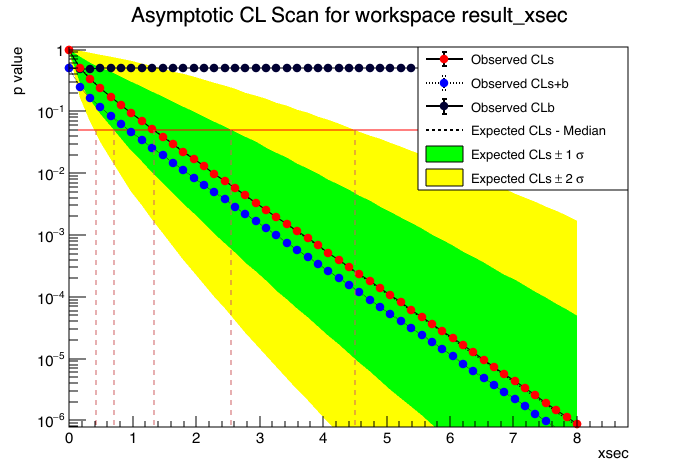 Asymptotic CL Scan for workspace result_xsec
p value
Observed CLs
Observed CLs+b
Observed CLb
Expected CLs - Median
Expected CLs ± 1 σ
Expected CLs ± 2 σ
1
10⁻¹
10⁻²
10⁻³
10⁻⁴
10⁻⁵
10⁻⁶
0 1 2 3 4 5 6 7 8
xsec